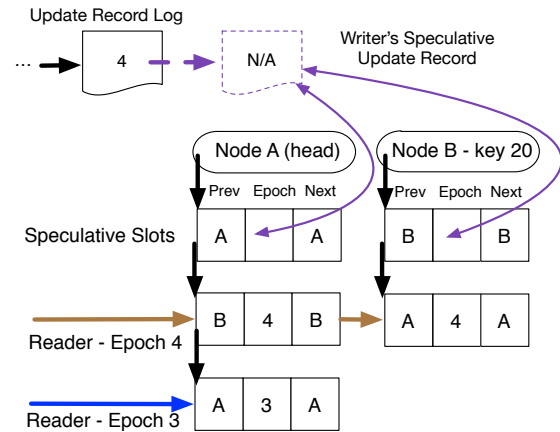 Update Record Log
Writer's Speculative
Update Record
...
4
N/A
Node A (head)
Node B - key 20
Prev Epoch Next
Prev Epoch Next
Speculative Slots
A A
B B
B 4 B
A 4 A
Reader - Epoch 4
A 3 A
Reader - Epoch 3